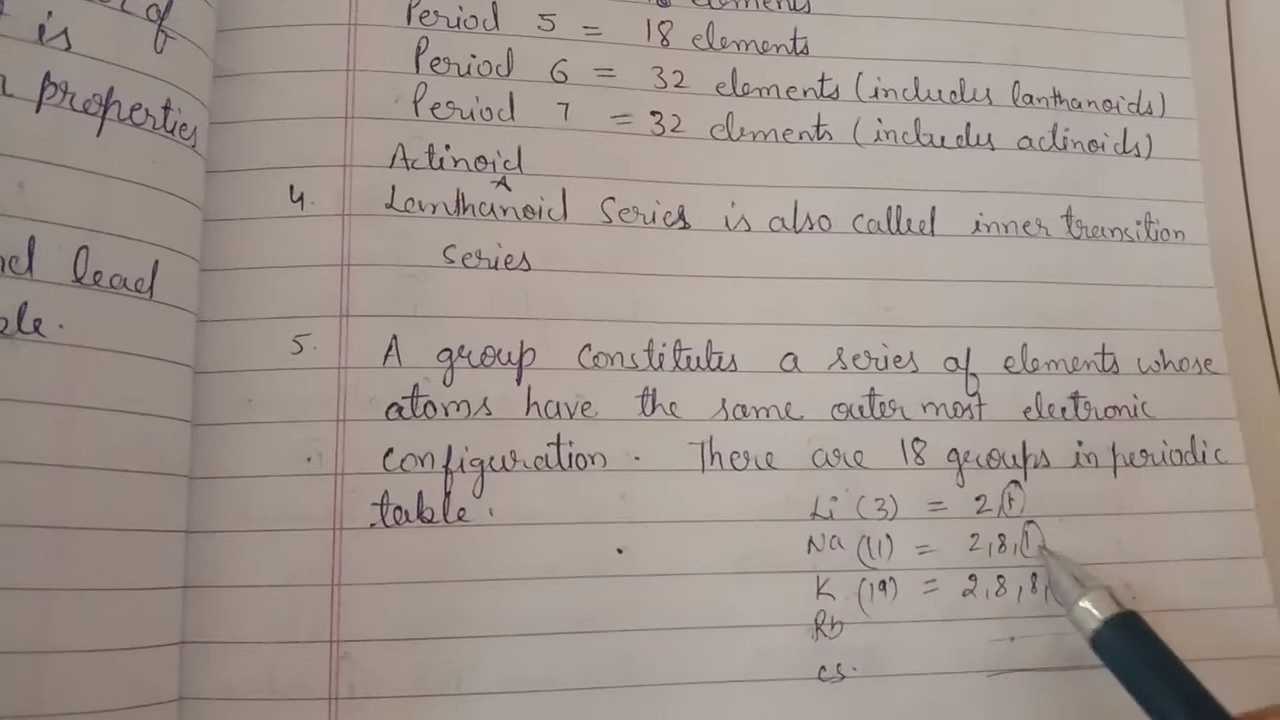 of
is
properties
lead
Period 5 = 18 elements
Period 6 = 32 elements (includes lanthanoids)
Period 7 = 32 elements (includes actinoids)
Actinoid
4. Lanthanoid Series is also called inner transition
series
5. A group constitutes a series of elements whose
atoms have the same outer most electronic
configuration. There are 18 groups in periodic
table.
Li (3) = 2,1
Na (11) = 2,8,1
K (19) = 2,8,8,
Rb
Cs.